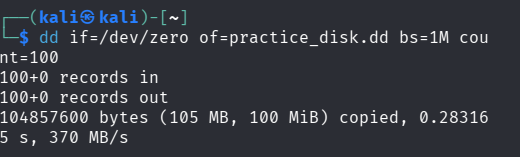 ┌──(kali㉿kali)-[~]
└─$ dd if=/dev/zero of=practice_disk.dd bs=1M cou
nt=100
100+0 records in
100+0 records out
104857600 bytes (105 MB, 100 MiB) copied, 0.28316
5 s, 370 MB/s